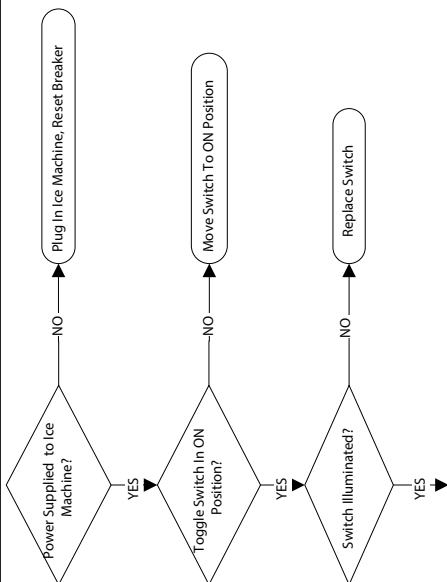 Power Supplied to Ice
Machine?
NO
Plug In Ice Machine, Reset Breaker
YES
Toggle Switch In ON
Position?
NO
Move Switch To ON Position
YES
Switch Illuminated?
NO
Replace Switch
YES